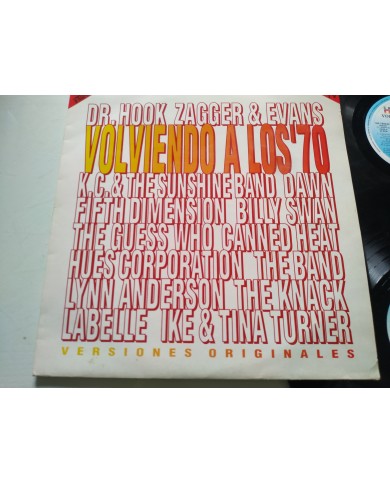 DR. HOOK ZAGGER & EVANS
VOLVIENDO A LOS '70
K.C. & THE SUNSHINE BAND DAWN
FIFTH DIMENSION BILLY SWAN
THE GUESS WHO CANNED HEAT
HUES CORPORATION THE BAND
LYNN ANDERSON THE KNACK
LABELLE IKE & TINA TURNER
VERSIONES ORIGINALES